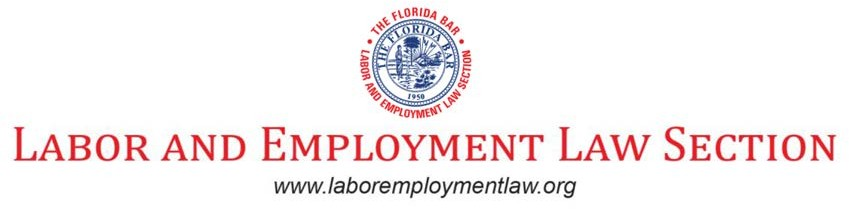 • THE FLORIDA BAR •
LABOR AND EMPLOYMENT LAW SECTION
THE FLORIDA BAR
1950
LABOR AND EMPLOYMENT LAW SECTION
www.laboremploymentlaw.org